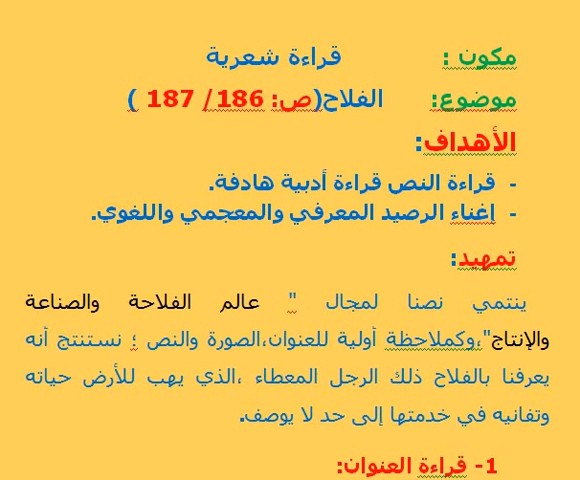 مكون : قراءة شعرية
موضوع: الفلاح(ص: 186/ 187 )
الأهداف:
- قراءة النص قراءة أدبية هادفة.
- إغناء الرصيد المعرفي والمعجمي واللغوي.
تمهيد:
ينتمي نصنا لمجال " عالم الفلاحة والصناعة
والإنتاج"،وكملاحظة أولية للعنوان،الصورة والنص ؛ نستنتج أنه
يعرفنا بالفلاح ذلك الرجل المعطاء ،الذي يهب للأرض حياته
وتفانيه في خدمتها إلى حد لا يوصف.
1- قراءة العنوان: